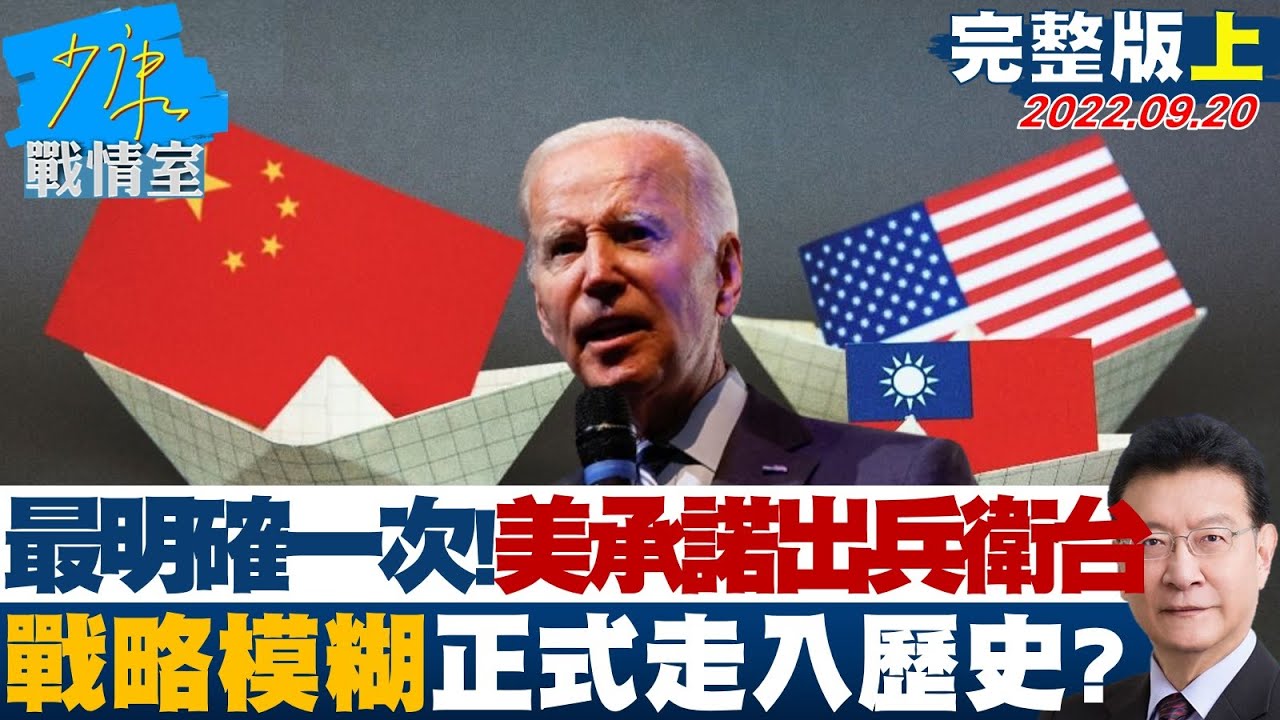 少康
戰情室
完整版上
2022.09.20
最明確一次!美承諾出兵衛台
戰略模糊正式走入歷史?